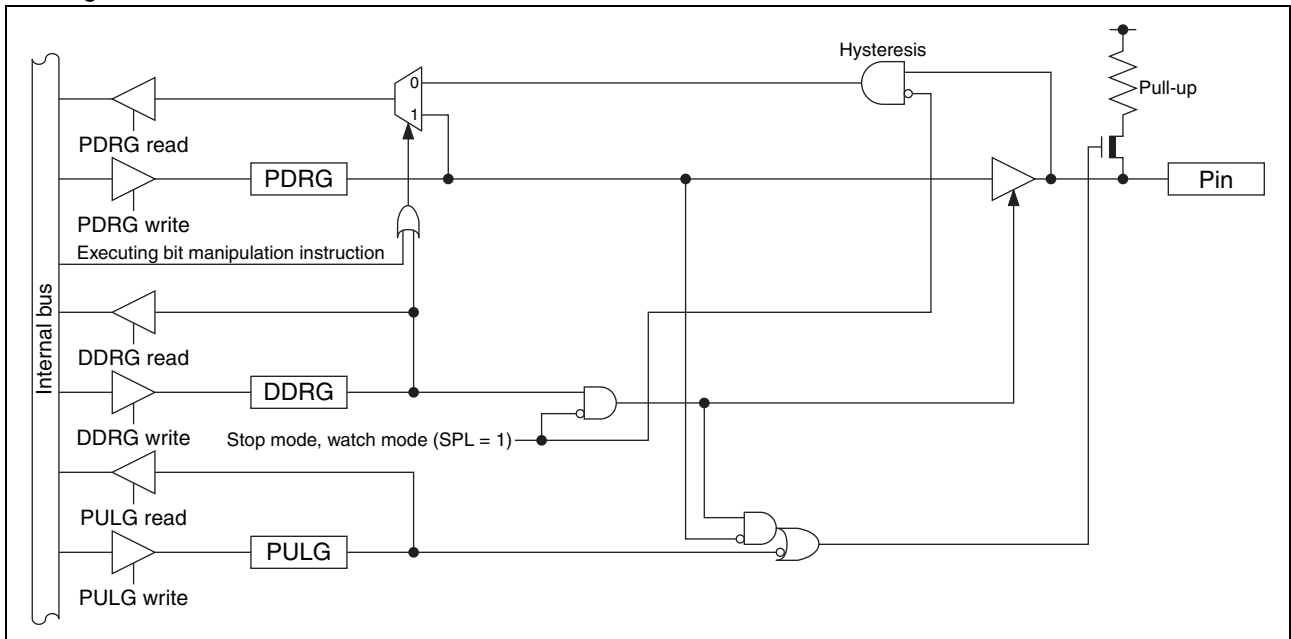 Hysteresis
0
Pull-up
1
PDRG read
PDRG
Pin
PDRG write
Executing bit manipulation instruction
Internal bus
DDRG read
DDRG
DDRG write
Stop mode, watch mode (SPL = 1)
PULG read
PULG
PULG write